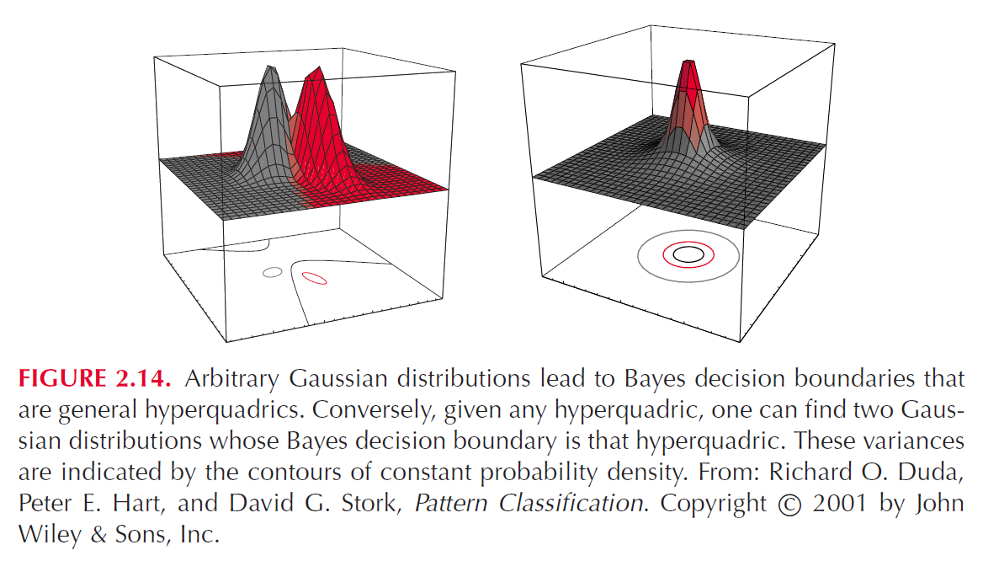 FIGURE 2.14. Arbitrary Gaussian distributions lead to Bayes decision boundaries that
are general hyperquadrics. Conversely, given any hyperquadric, one can find two Gaus-
sian distributions whose Bayes decision boundary is that hyperquadric. These variances
are indicated by the contours of constant probability density. From: Richard O. Duda,
Peter E. Hart, and David G. Stork, Pattern Classification. Copyright © 2001 by John
Wiley & Sons, Inc.